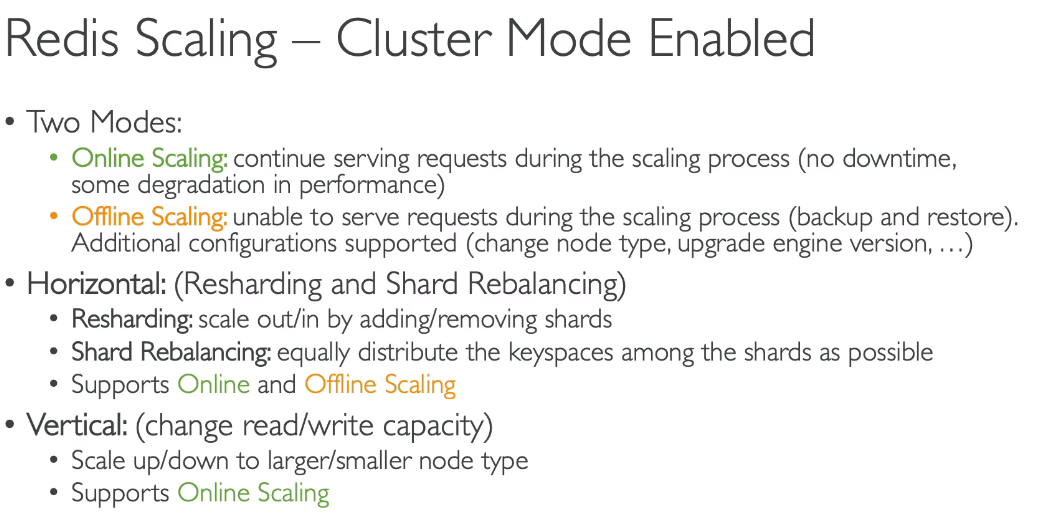 Redis Scaling – Cluster Mode Enabled
• Two Modes:
• Online Scaling: continue serving requests during the scaling process (no downtime,
some degradation in performance)
• Offline Scaling: unable to serve requests during the scaling process (backup and restore).
Additional configurations supported (change node type, upgrade engine version, …)
• Horizontal: (Resharding and Shard Rebalancing)
• Resharding: scale out/in by adding/removing shards
• Shard Rebalancing: equally distribute the keyspaces among the shards as possible
• Supports Online and Offline Scaling
• Vertical: (change read/write capacity)
• Scale up/down to larger/smaller node type
• Supports Online Scaling